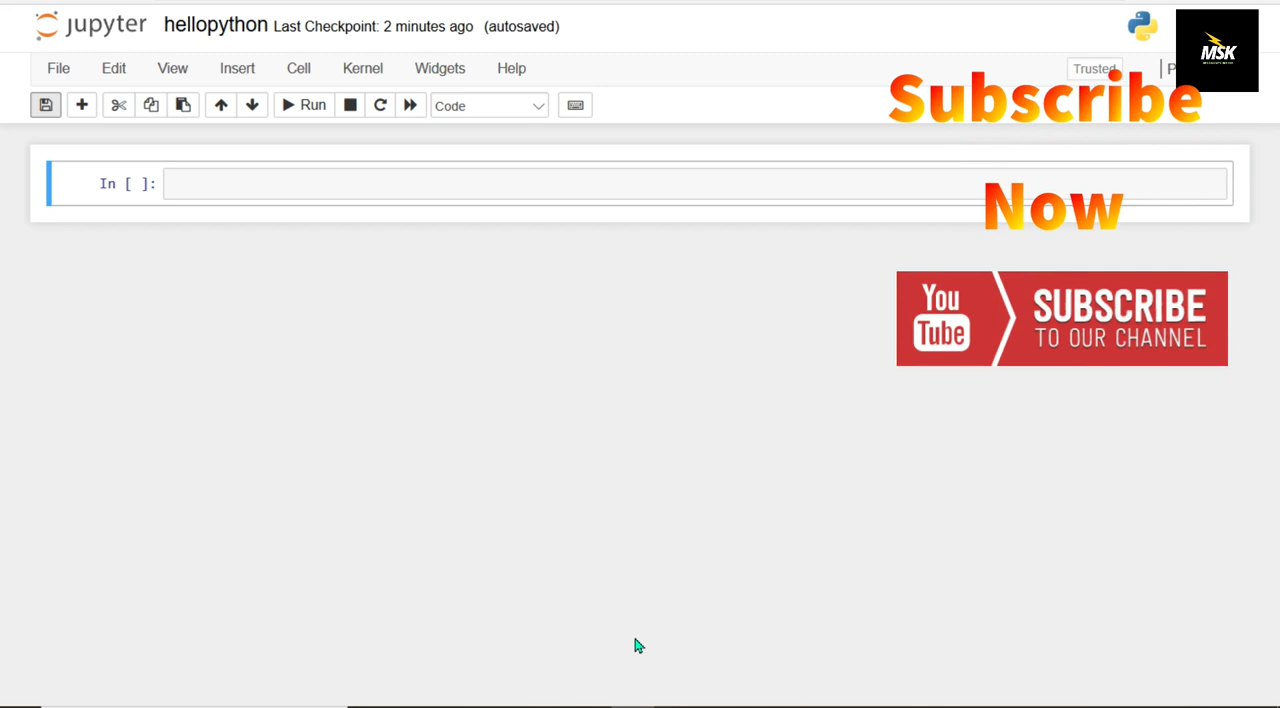 jupyter hellopython Last Checkpoint: 2 minutes ago (autosaved)
MSK
File Edit View Insert Cell Kernel Widgets Help Trusted P
Run Code
Subscribe
In [ ]:
Now
You Tube
SUBSCRIBE
TO OUR CHANNEL